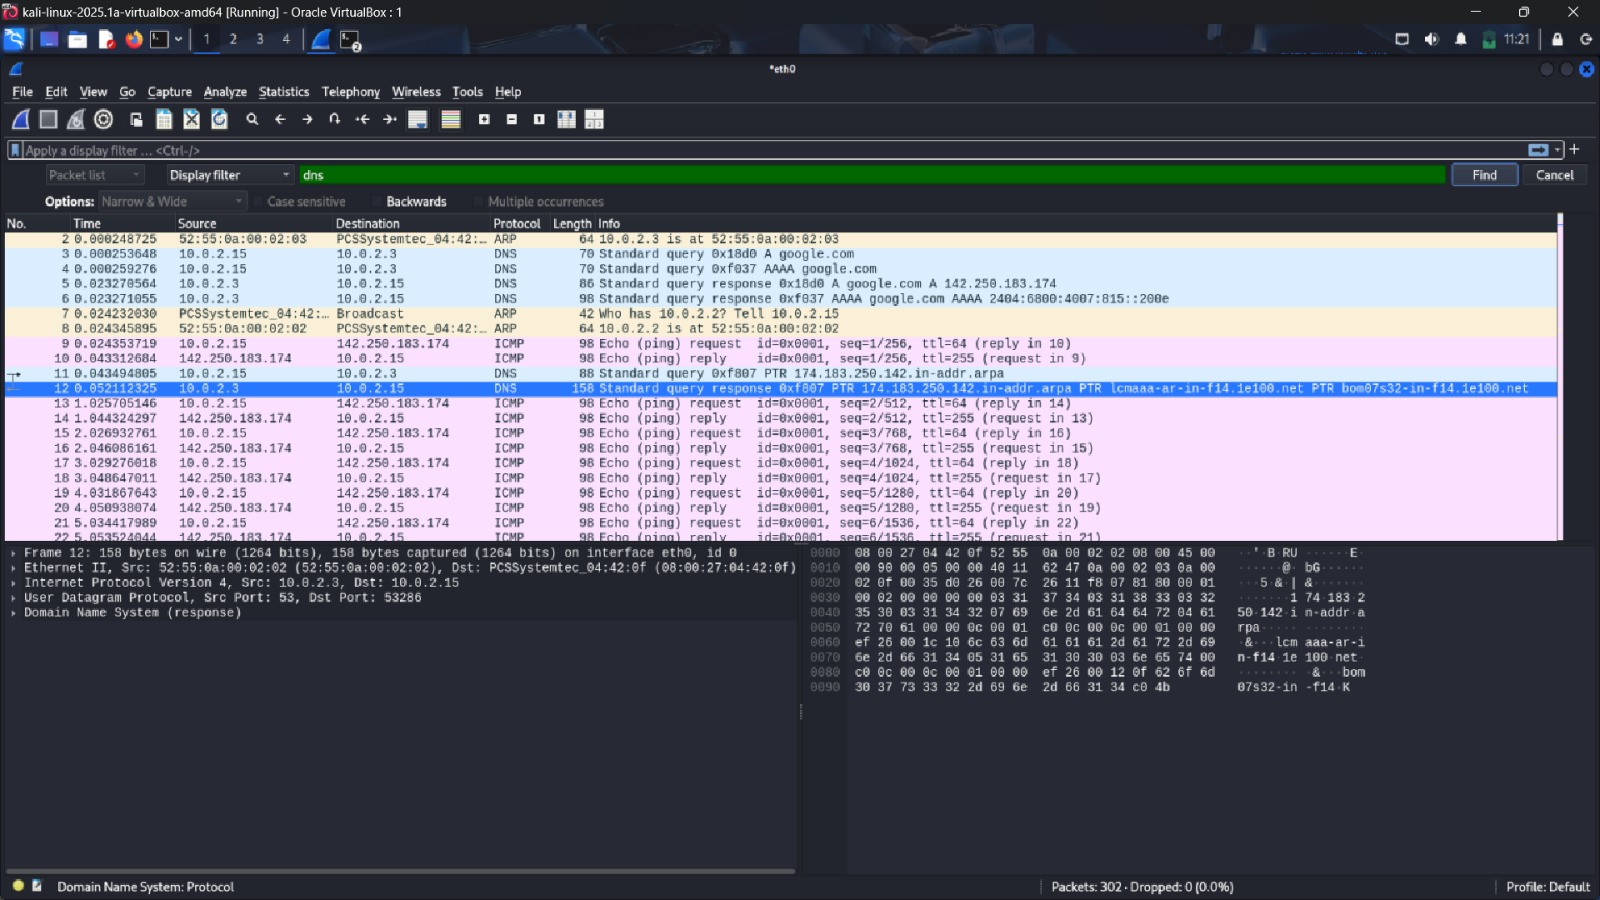 kali-linux-2025.1a-virtualbox-amd64 [Running] - Oracle VirtualBox : 1
1 2 3 4 2 11:21
*eth0
File Edit View Go Capture Analyze Statistics Telephony Wireless Tools Help
Apply a display filter ... <Ctrl-/>
Packet list Display filter dns Find Cancel
Options: Narrow & Wide Case sensitive Backwards Multiple occurrences
No. Time Source Destination Protocol Length Info
2 0.000248725 52:55:0a:00:02:03 PCSSystemtec_04:42:… ARP 64 10.0.2.3 is at 52:55:0a:00:02:03
3 0.000253648 10.0.2.15 10.0.2.3 DNS 70 Standard query 0x18d0 A google.com
4 0.000259276 10.0.2.15 10.0.2.3 DNS 70 Standard query 0xf037 AAAA google.com
5 0.023270564 10.0.2.3 10.0.2.15 DNS 86 Standard query response 0x18d0 A google.com A 142.250.183.174
6 0.023271055 10.0.2.3 10.0.2.15 DNS 98 Standard query response 0xf037 AAAA google.com AAAA 2404:6800:4007:815::200e
7 0.024232030 PCSSystemtec_04:42:… Broadcast ARP 42 Who has 10.0.2.2? Tell 10.0.2.15
8 0.024345895 52:55:0a:00:02:02 PCSSystemtec_04:42:… ARP 64 10.0.2.2 is at 52:55:0a:00:02:02
9 0.024353719 10.0.2.15 142.250.183.174 ICMP 98 Echo (ping) request id=0x0001, seq=1/256, ttl=64 (reply in 10)
10 0.043312684 142.250.183.174 10.0.2.15 ICMP 98 Echo (ping) reply id=0x0001, seq=1/256, ttl=255 (request in 9)
11 0.043494805 10.0.2.15 10.0.2.3 DNS 88 Standard query 0xf807 PTR 174.183.250.142.in-addr.arpa
12 0.052112325 10.0.2.3 10.0.2.15 DNS 158 Standard query response 0xf807 PTR 174.183.250.142.in-addr.arpa PTR lcmaaa-ar-in-f14.1e100.net PTR bom07s32-in-f14.1e100.net
13 1.025705146 10.0.2.15 142.250.183.174 ICMP 98 Echo (ping) request id=0x0001, seq=2/512, ttl=64 (reply in 14)
14 1.044324297 142.250.183.174 10.0.2.15 ICMP 98 Echo (ping) reply id=0x0001, seq=2/512, ttl=255 (request in 13)
15 2.026932761 10.0.2.15 142.250.183.174 ICMP 98 Echo (ping) request id=0x0001, seq=3/768, ttl=64 (reply in 16)
16 2.046086161 142.250.183.174 10.0.2.15 ICMP 98 Echo (ping) reply id=0x0001, seq=3/768, ttl=255 (request in 15)
17 3.029276018 10.0.2.15 142.250.183.174 ICMP 98 Echo (ping) request id=0x0001, seq=4/1024, ttl=64 (reply in 18)
18 3.048647011 142.250.183.174 10.0.2.15 ICMP 98 Echo (ping) reply id=0x0001, seq=4/1024, ttl=255 (request in 17)
19 4.031867643 10.0.2.15 142.250.183.174 ICMP 98 Echo (ping) request id=0x0001, seq=5/1280, ttl=64 (reply in 20)
20 4.050938074 142.250.183.174 10.0.2.15 ICMP 98 Echo (ping) reply id=0x0001, seq=5/1280, ttl=255 (request in 19)
21 5.034417989 10.0.2.15 142.250.183.174 ICMP 98 Echo (ping) request id=0x0001, seq=6/1536, ttl=64 (reply in 22)
22 5.053524044 142.250.183.174 10.0.2.15 ICMP 98 Echo (ping) reply id=0x0001, seq=6/1536, ttl=255 (request in 21)
Frame 12: 158 bytes on wire (1264 bits), 158 bytes captured (1264 bits) on interface eth0, id 0
Ethernet II, Src: 52:55:0a:00:02:02 (52:55:0a:00:02:02), Dst: PCSSystemtec_04:42:0f (08:00:27:04:42:0f)
Internet Protocol Version 4, Src: 10.0.2.3, Dst: 10.0.2.15
User Datagram Protocol, Src Port: 53, Dst Port: 53286
Domain Name System (response)
0000 08 00 27 04 42 0f 52 55 0a 00 02 02 08 00 45 00 ··'·B·RU ······E·
0010 00 90 00 05 00 00 40 11 62 47 0a 00 02 03 0a 00 ······@· bG······
0020 02 0f 00 35 d0 26 00 7c 26 11 f8 07 81 80 00 01 ···5·&·| &·······
0030 00 02 00 00 00 00 03 31 37 34 03 31 38 33 03 32 ·······1 74·183·2
0040 35 30 03 31 34 32 07 69 6e 2d 61 64 64 72 04 61 50·142·i n-addr·a
0050 72 70 61 00 00 0c 00 01 c0 0c 00 0c 00 01 00 00 rpa····· ········
0060 ef 26 00 1c 10 6c 63 6d 61 61 61 2d 61 72 2d 69 ·&···lcm aaa-ar-i
0070 6e 2d 66 31 34 05 31 65 31 30 30 03 6e 65 74 00 n-f14·1e 100·net·
0080 c0 0c 00 0c 00 01 00 00 ef 26 00 12 0f 62 6f 6d ········ ·&···bom
0090 30 37 73 33 32 2d 69 6e 2d 66 31 34 c0 4b 07s32-in -f14·K
Domain Name System: Protocol Packets: 302 · Dropped: 0 (0.0%) Profile: Default